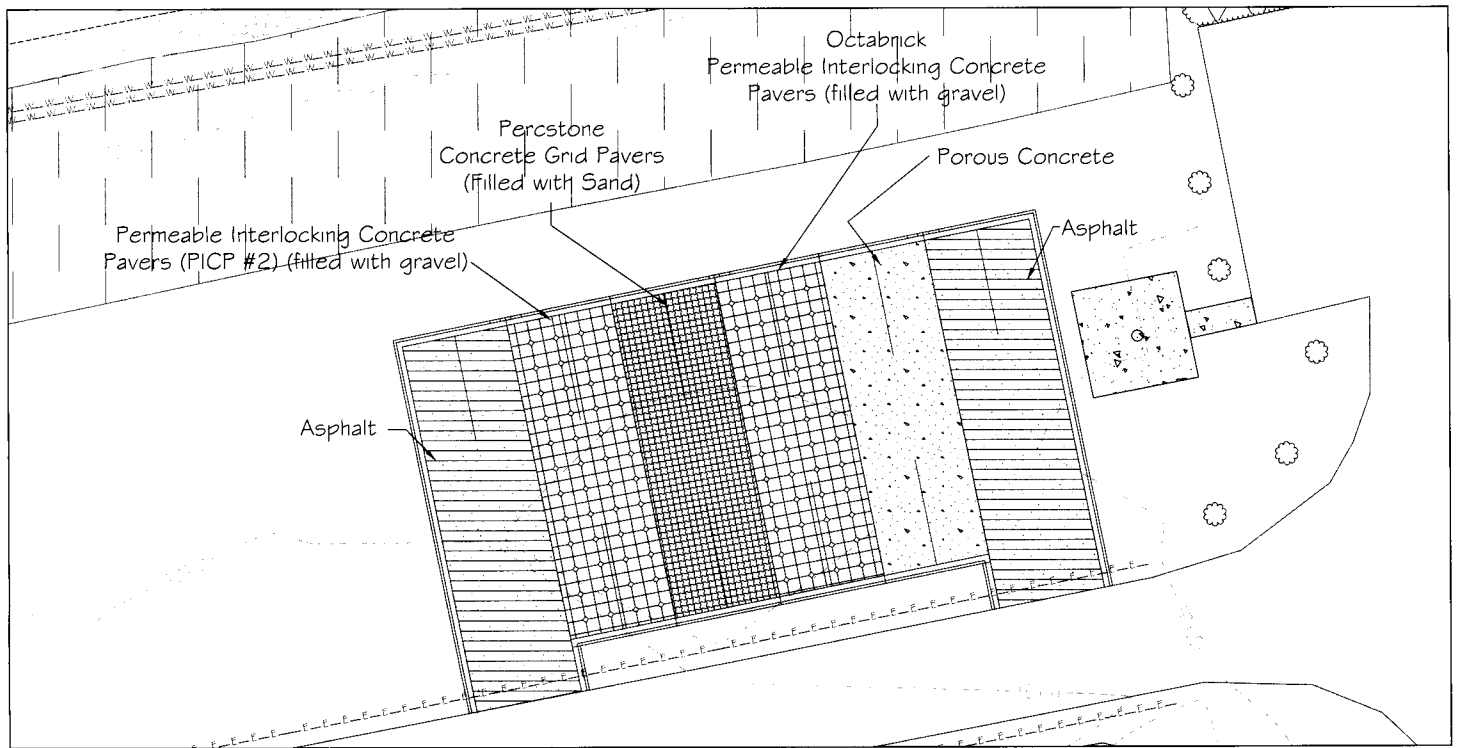 Octabrick
Permeable Interlocking Concrete
Pavers (filled with gravel)
Percstone
Concrete Grid Pavers
(Filled with Sand)
Porous Concrete
Permeable Interlocking Concrete
Pavers (PICP #2) (filled with gravel)
Asphalt
Asphalt